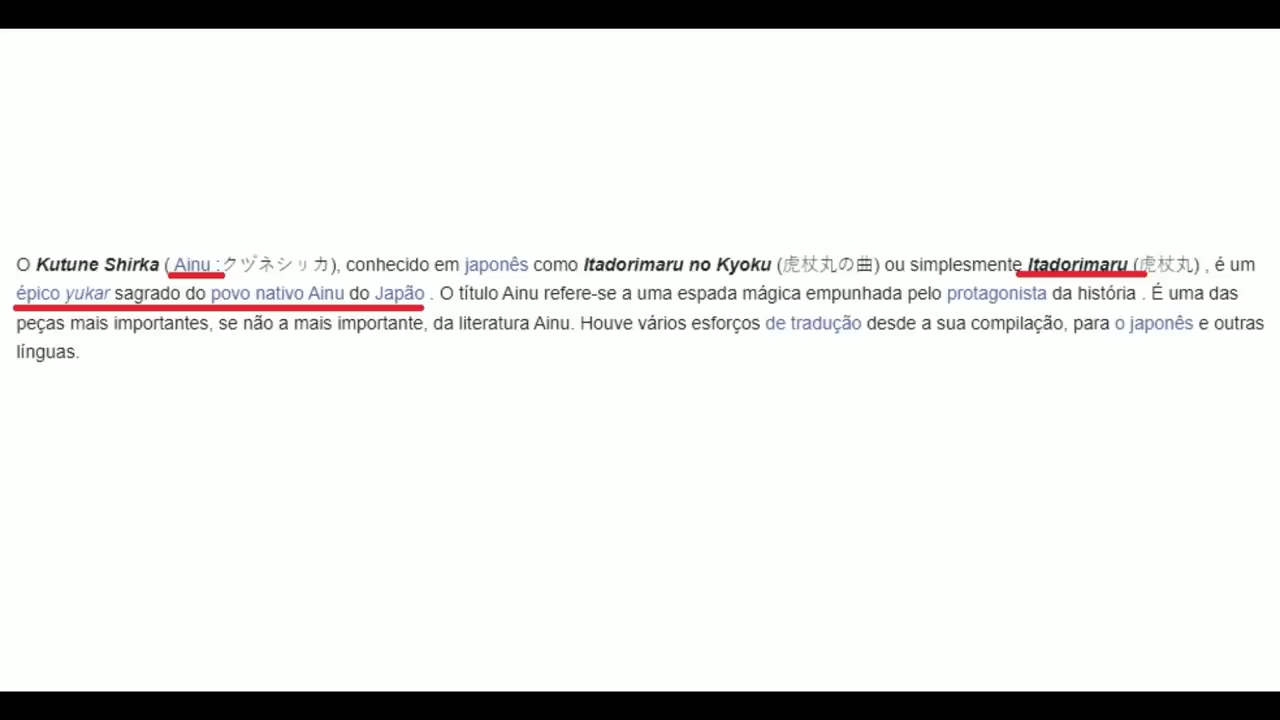 O Kutune Shirka ( Ainu :クヅネシㇼカ), conhecido em japonês como Itadorimaru no Kyoku (虎杖丸の曲) ou simplesmente Itadorimaru (虎杖丸) , é um
épico yukar sagrado do povo nativo Ainu do Japão . O título Ainu refere-se a uma espada mágica empunhada pelo protagonista da história . É uma das
peças mais importantes, se não a mais importante, da literatura Ainu. Houve vários esforços de tradução desde a sua compilação, para o japonês e outras
línguas.